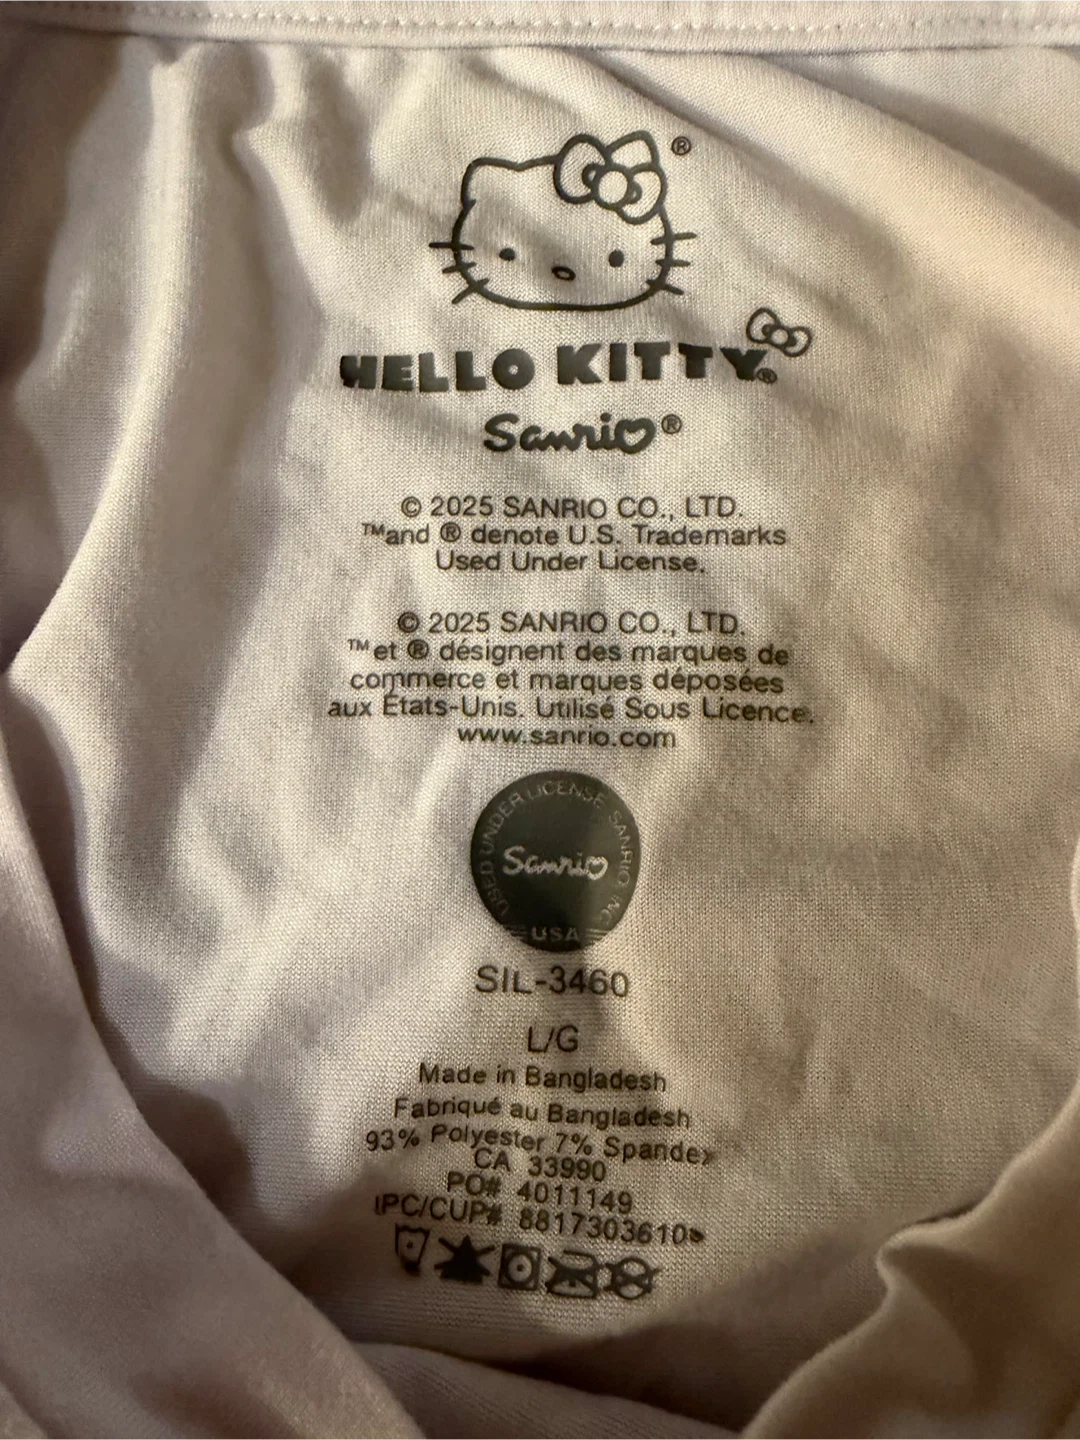 ®
HELLO KITTY®
Sanrio®
© 2025 SANRIO CO., LTD.
™and ® denote U.S. Trademarks
Used Under License.
© 2025 SANRIO CO., LTD.
™et ® désignent des marques de
commerce et marques déposées
aux États-Unis. Utilisé Sous Licence.
www.sanrio.com
USED UNDER LICENSE SANRIO, INC.
Sanrio
USA
SIL-3460
L/G
Made in Bangladesh
Fabriqué au Bangladesh
93% Polyester 7% Spandex
CA 33990
PO# 4011149
IPC/CUP#